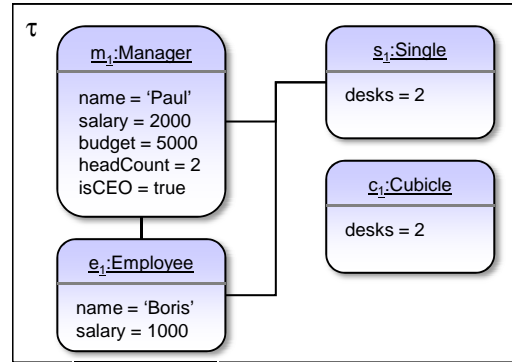 τ
m1:Manager
name = ‘Paul’
salary = 2000
budget = 5000
headCount = 2
isCEO = true
e1:Employee
name = ‘Boris’
salary = 1000
s1:Single
desks = 2
c1:Cubicle
desks = 2